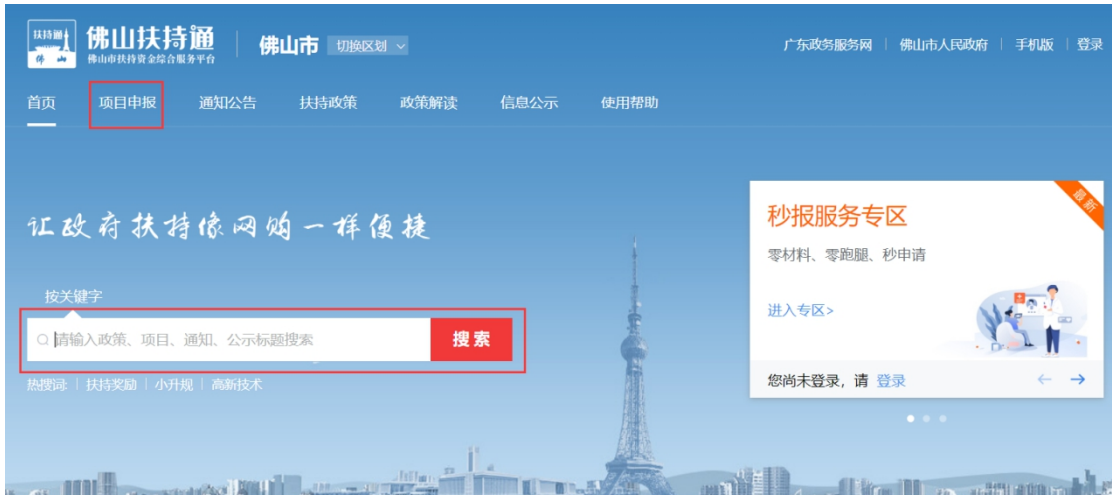 扶持通
佛山
佛山扶持通
佛山市扶持资金综合服务平台
佛山市 切换区划
广东政务服务网 | 佛山市人民政府 | 手机版 | 登录
首页 项目申报 通知公告 扶持政策 政策解读 信息公示 使用帮助
让政府扶持像网购一样便捷
按关键字
请输入政策、项目、通知、公示标题搜索 搜索
热搜词: | 扶持奖励 | 小升规 | 高新技术
最新
秒报服务专区
零材料、零跑腿、秒申请
进入专区>
您尚未登录，请 登录 ← →